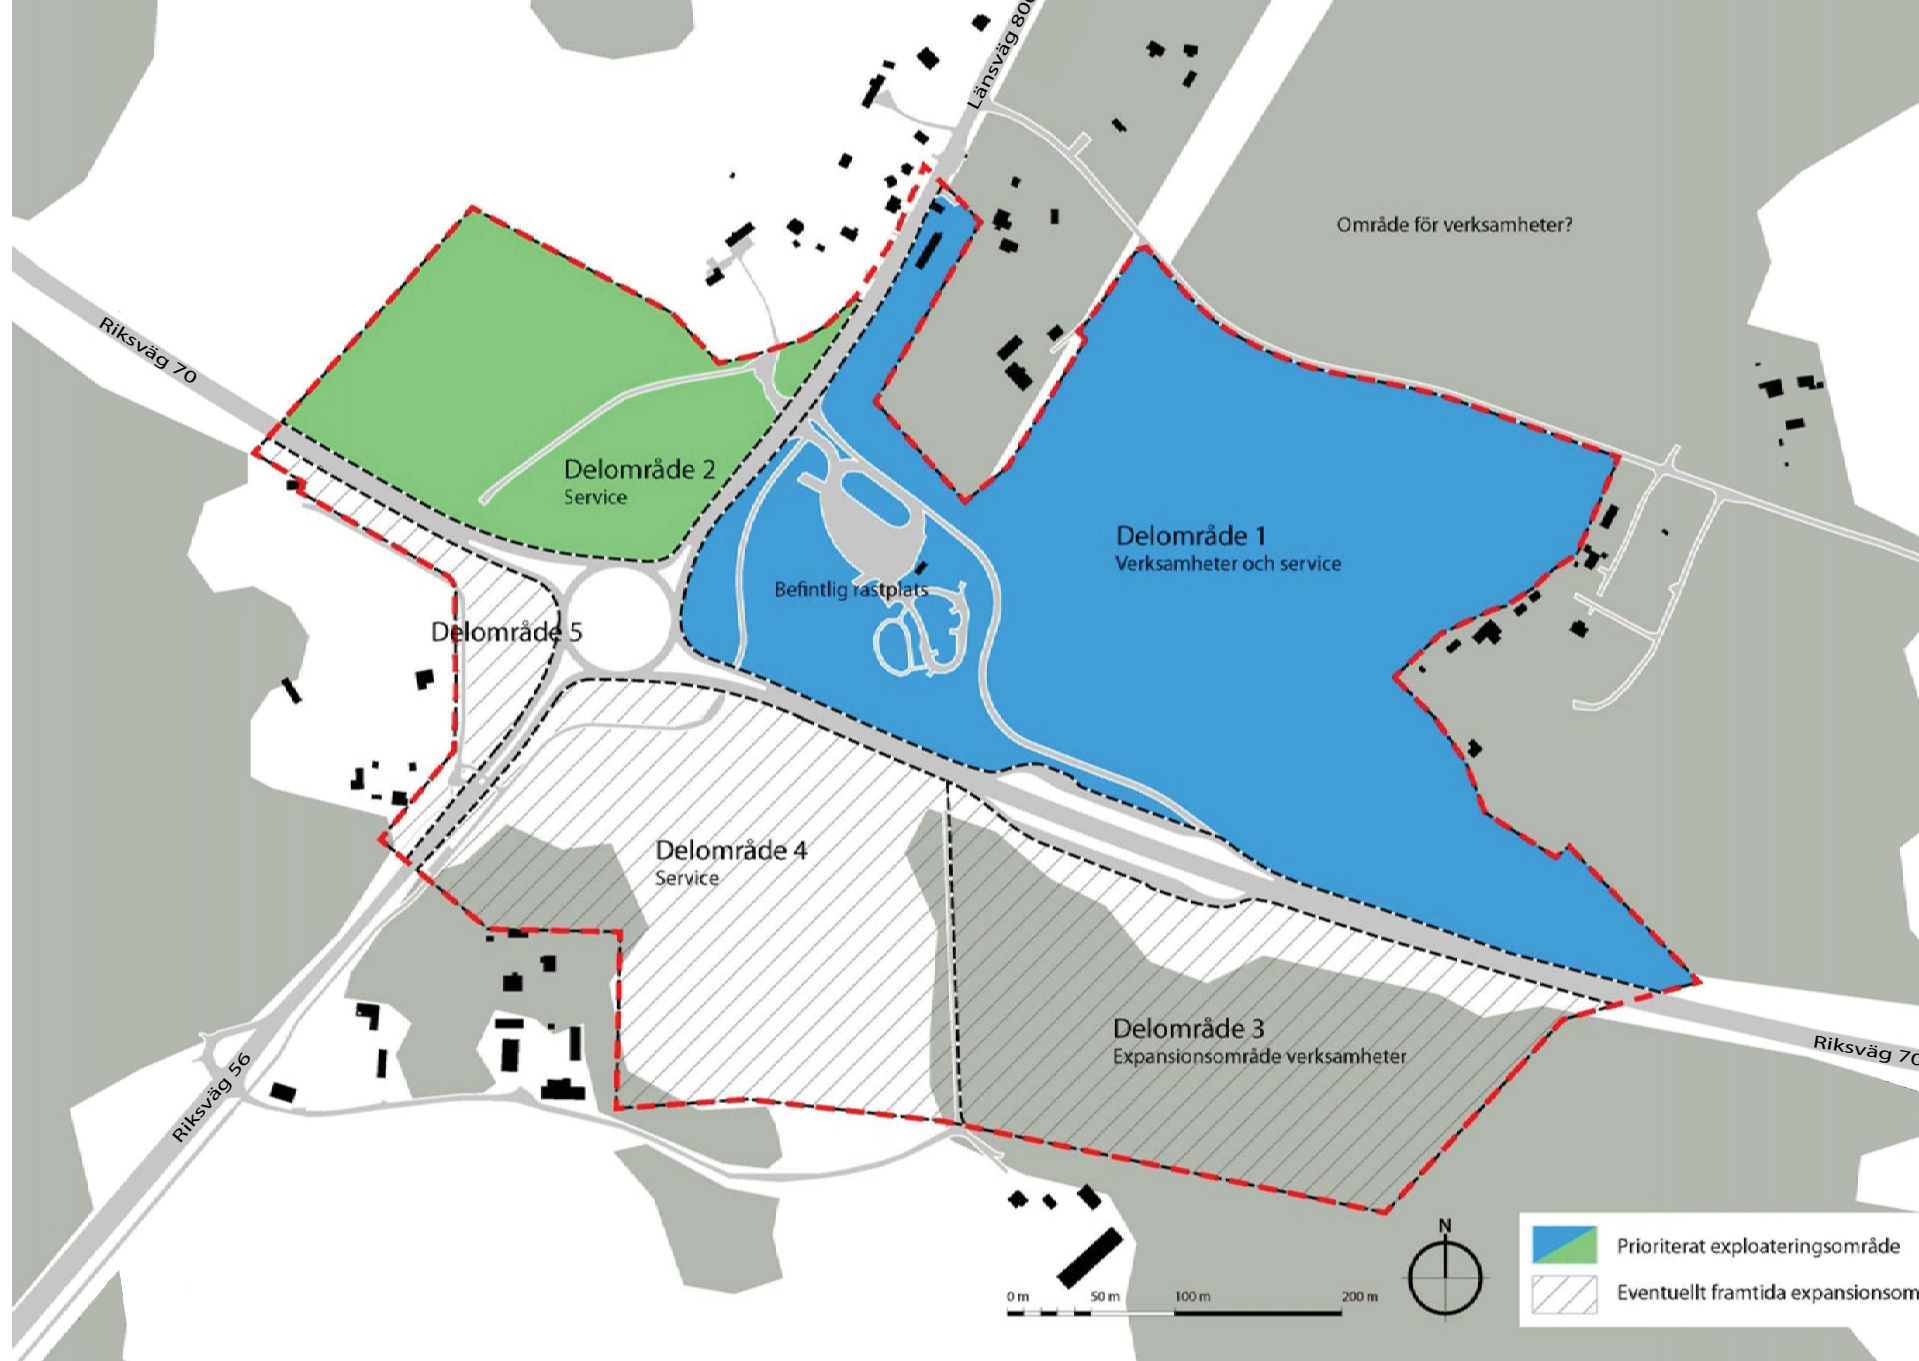 Länsväg 800
Område för verksamheter?
Riksväg 70
Delområde 2
Service
Delområde 1
Verksamheter och service
Befintlig rastplats
Delområde 5
Delområde 4
Service
Delområde 3
Expansionsområde verksamheter
Riksväg 70
Riksväg 56
N
0 m 50 m 100 m 200 m
Prioriterat exploateringsområde
Eventuellt framtida expansionsom